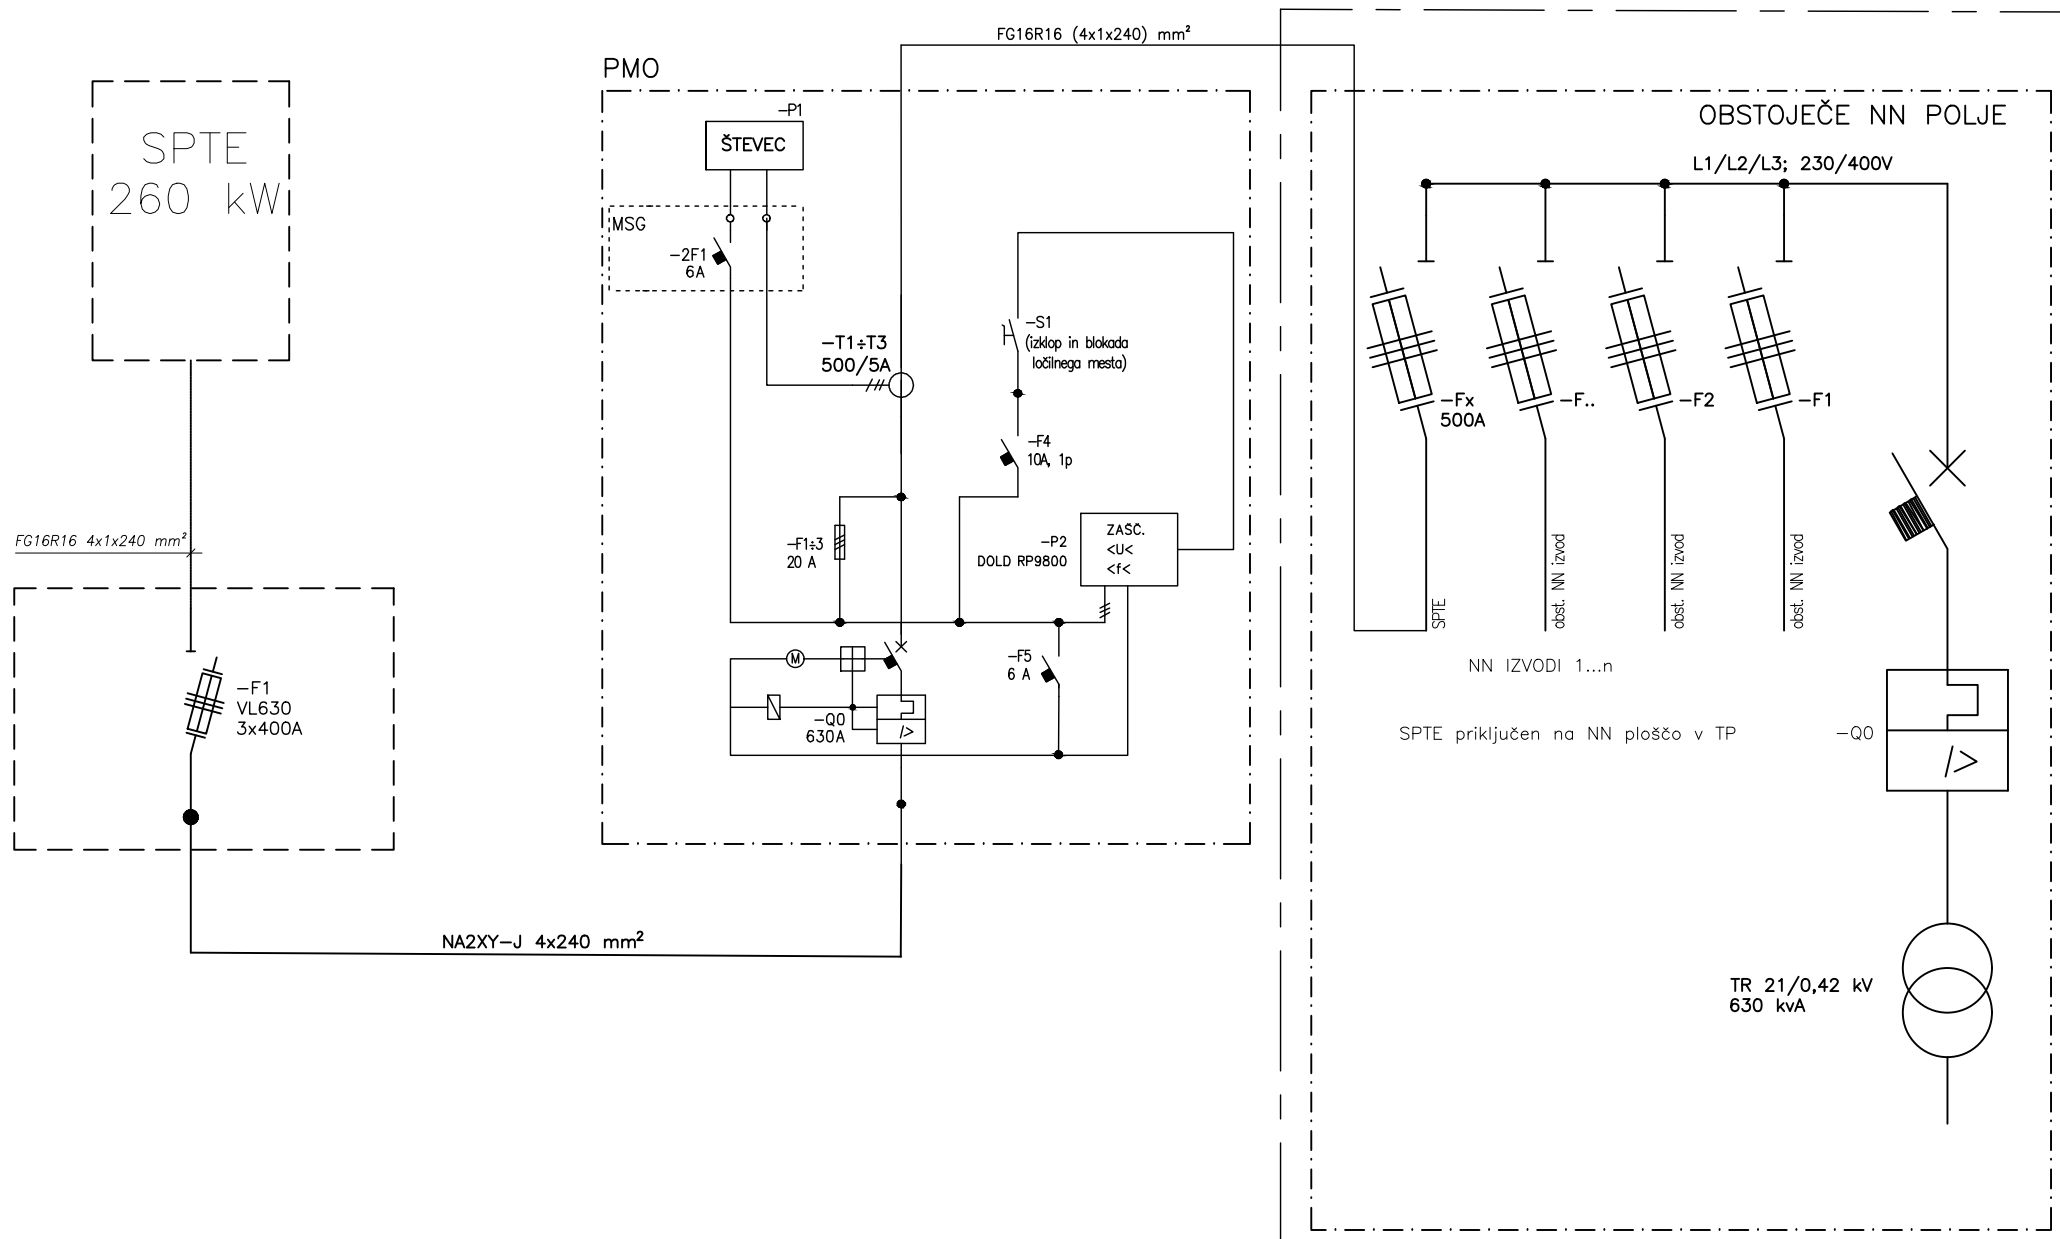 FG16R16 (4x1x240) mm²
PMO
SPTE
260 kW
-P1
ŠTEVEC
MSG
-2F1
6A
-T1÷T3
500/5A
-S1
(izklop in blokada
ločilnega mesta)
-F4
10A, 1p
-F1÷3
20 A
-P2
DOLD RP9800
ZAŠČ.
<U<
<f<
M
-Q0
630A
I>
-F5
6 A
FG16R16 4x1x240 mm²
-F1
VL630
3x400A
NA2XY-J 4x240 mm²
OBSTOJEČE NN POLJE
L1/L2/L3; 230/400V
-Fx
500A
-F..
-F2
-F1
SPTE
obst. NN izvod
obst. NN izvod
obst. NN izvod
NN IZVODI 1...n
SPTE priključen na NN ploščo v TP
-Q0
I>
TR 21/0,42 kV
630 kvA